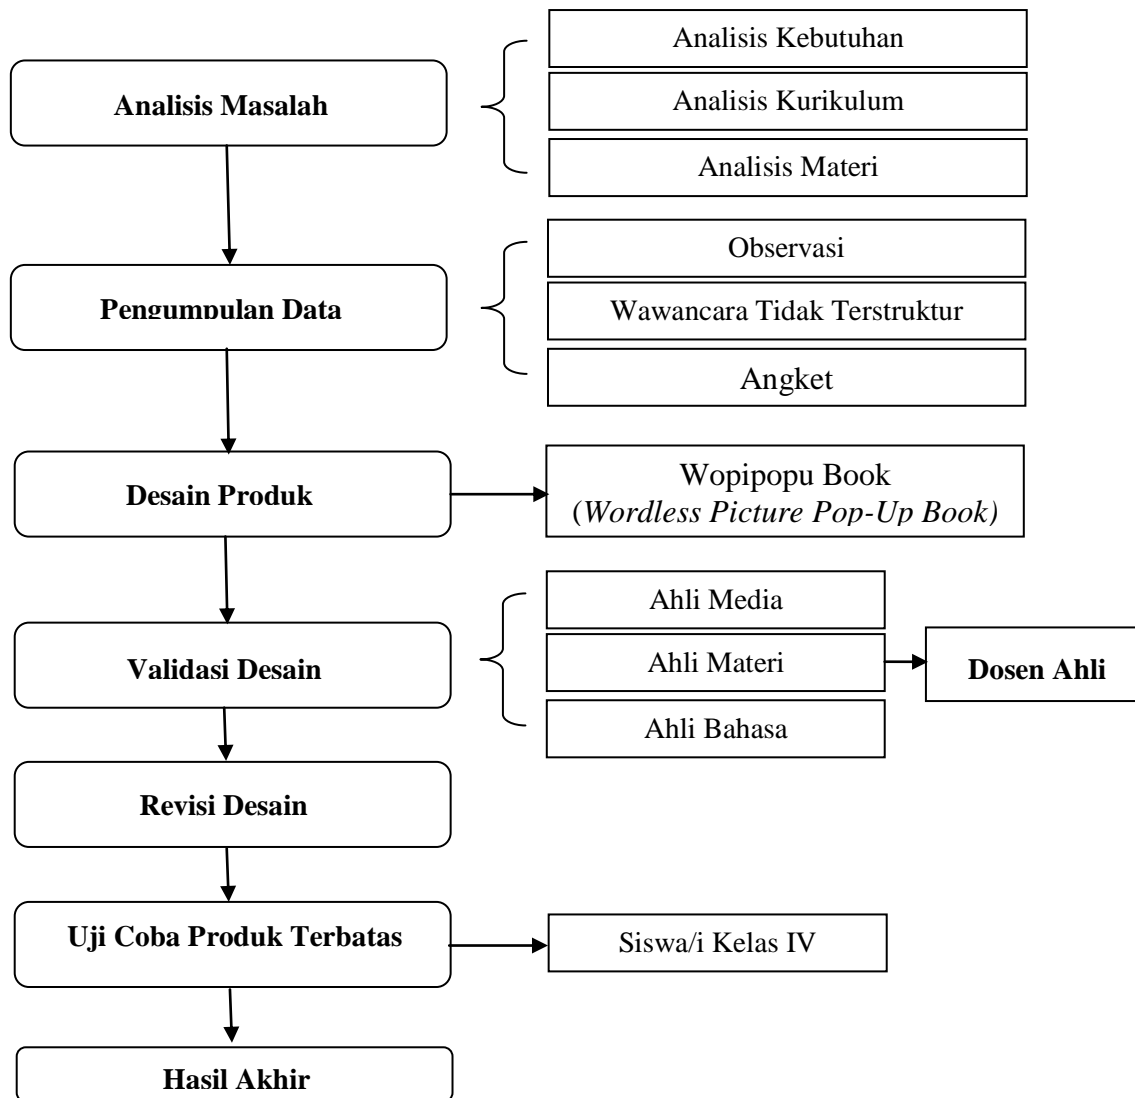 Analisis Masalah
Analisis Kebutuhan
Analisis Kurikulum
Analisis Materi
Pengumpulan Data
Observasi
Wawancara Tidak Terstruktur
Angket
Desain Produk
Wopipopu Book
(Wordless Picture Pop-Up Book)
Validasi Desain
Ahli Media
Ahli Materi
Ahli Bahasa
Dosen Ahli
Revisi Desain
Uji Coba Produk Terbatas
Siswa/i Kelas IV
Hasil Akhir